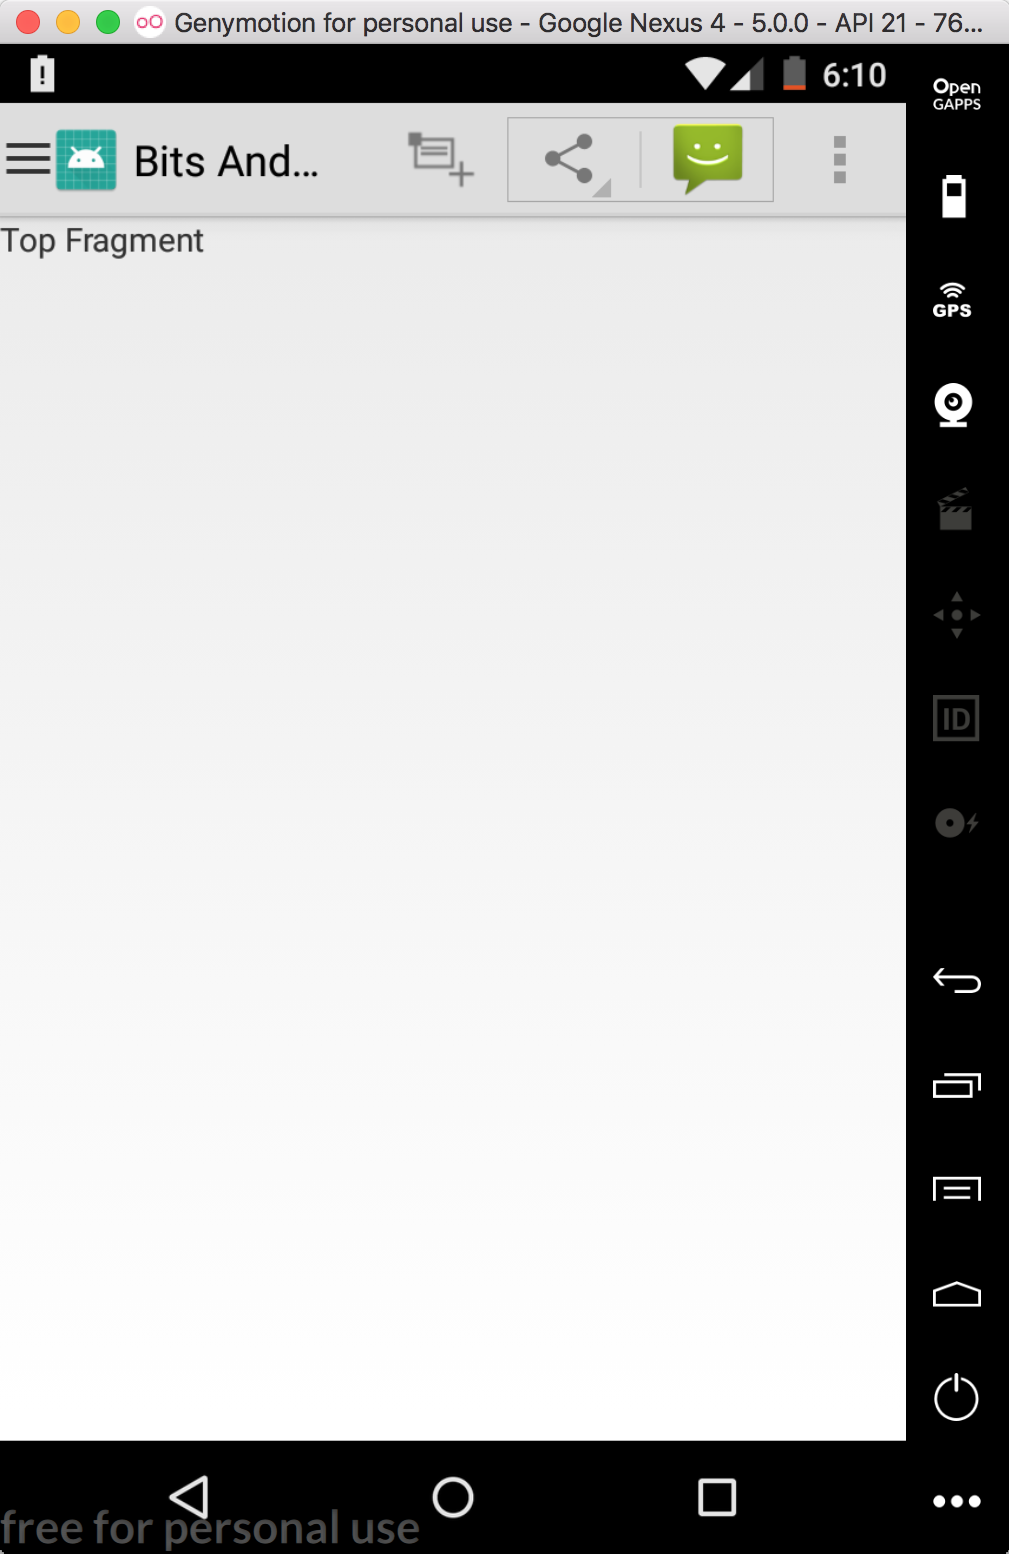 Genymotion for personal use - Google Nexus 4 - 5.0.0 - API 21 - 76...
6:10
Open
GAPPS
Bits And...
Top Fragment
GPS
ID
free for personal use